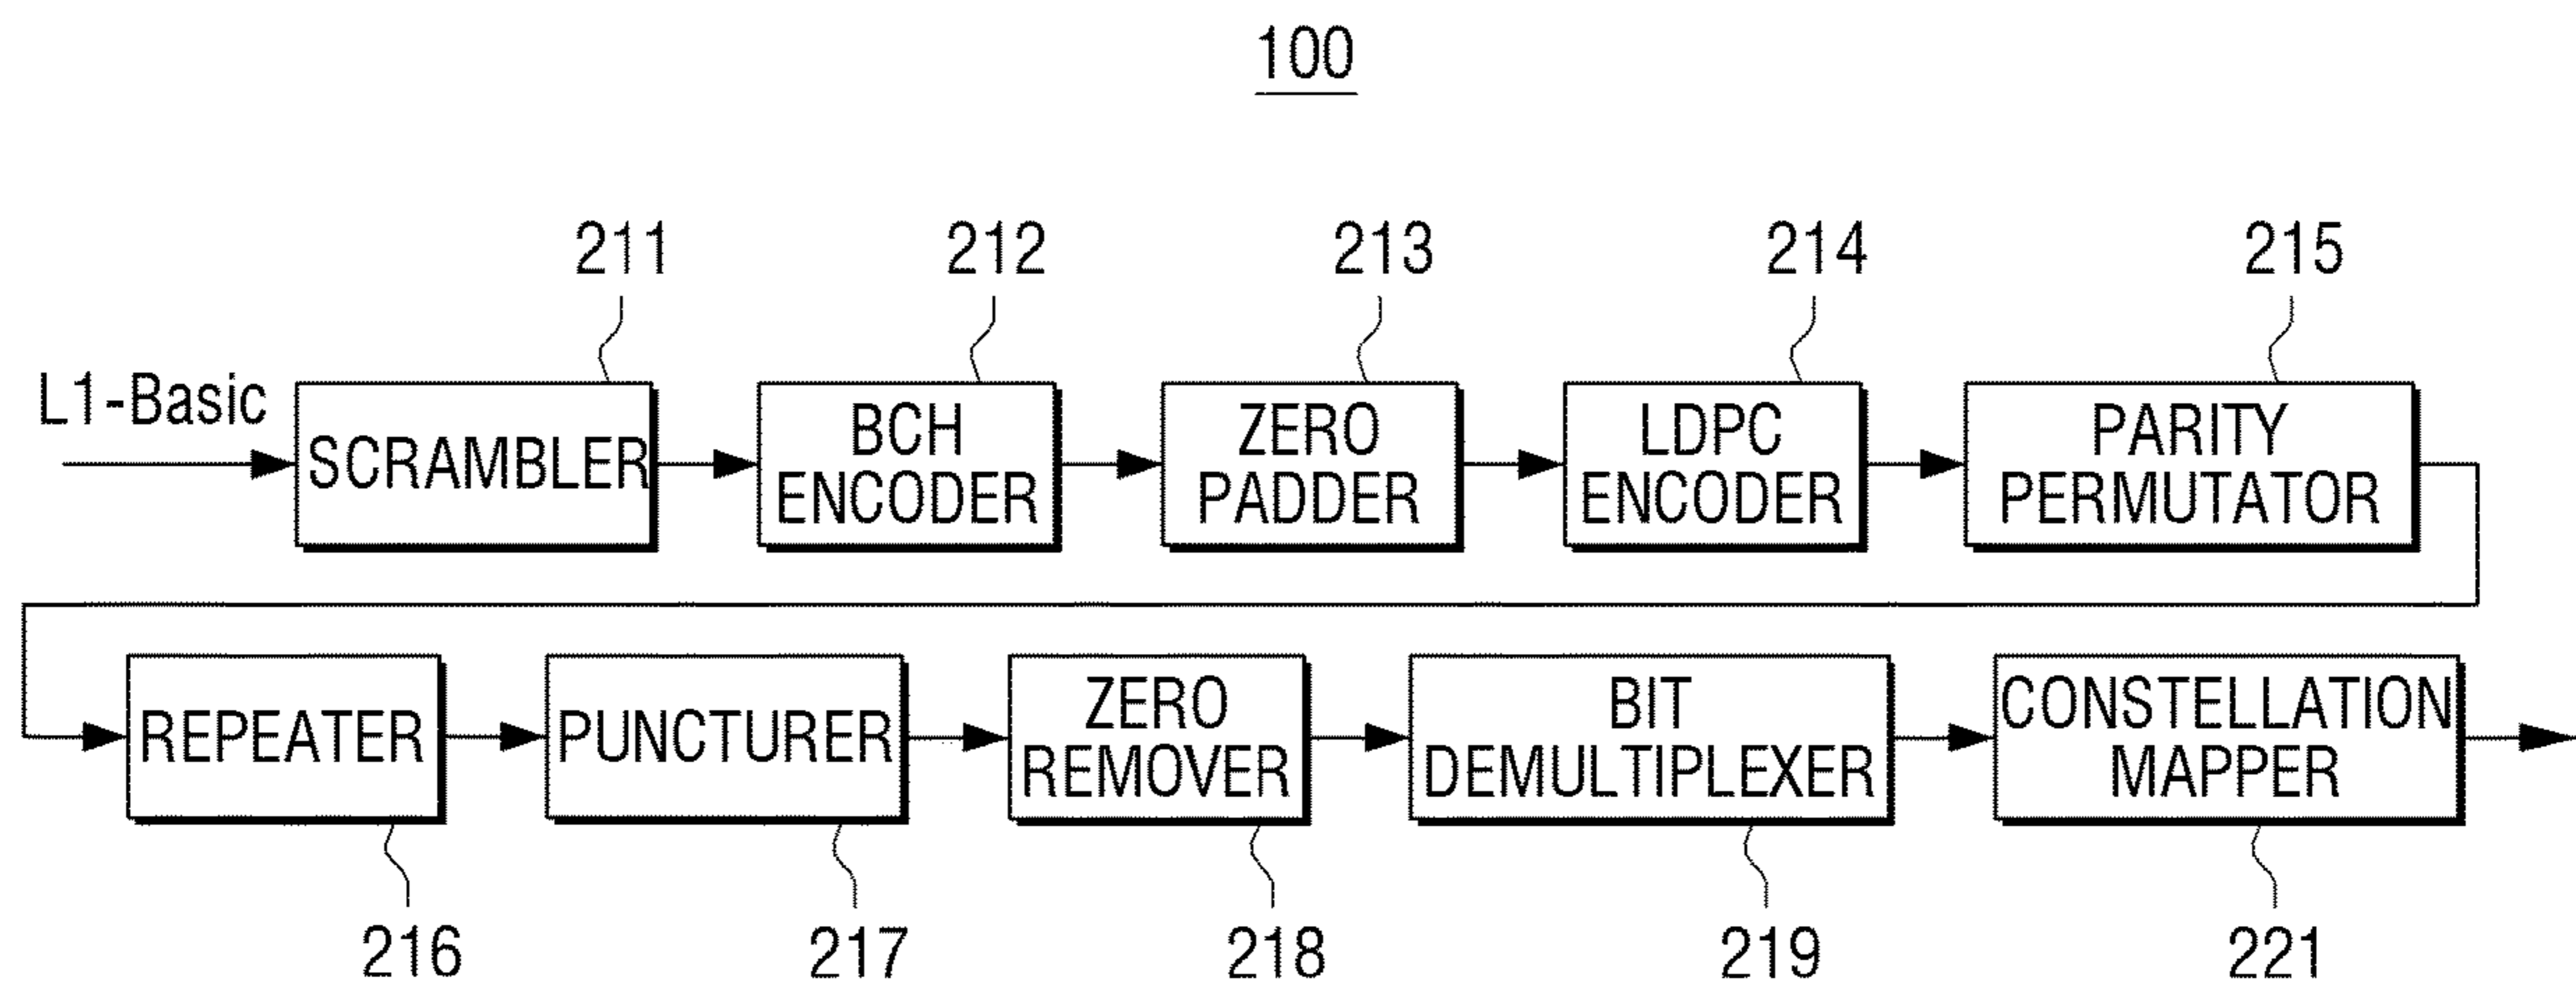 100
211
212
213
214
215
L1-Basic
SCRAMBLER
BCH
ENCODER
ZERO
PADDER
LDPC
ENCODER
PARITY
PERMUTATOR
REPEATER
PUNCTURER
ZERO
REMOVER
BIT
DEMULTIPLEXER
CONSTELLATION
MAPPER
216
217
218
219
221